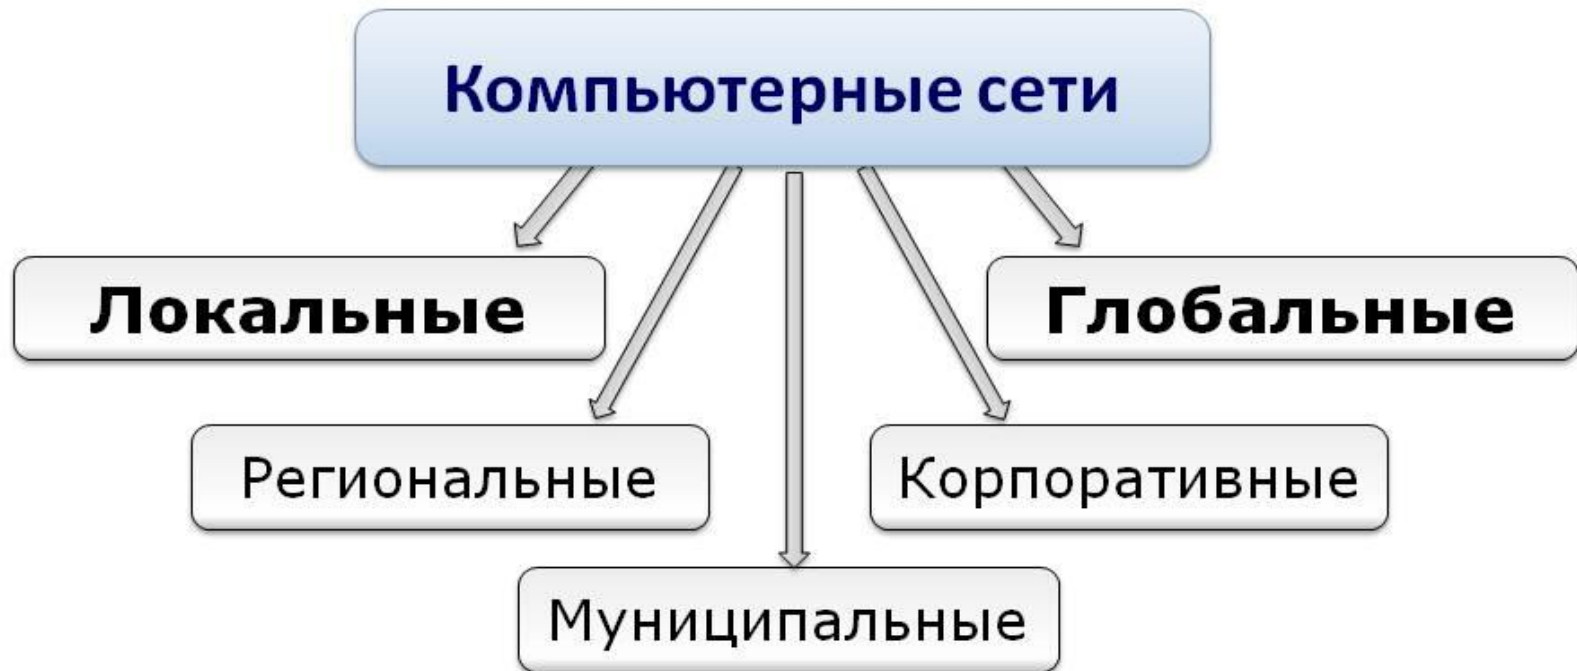 Компьютерные сети
Локальные
Глобальные
Региональные
Корпоративные
Муниципальные